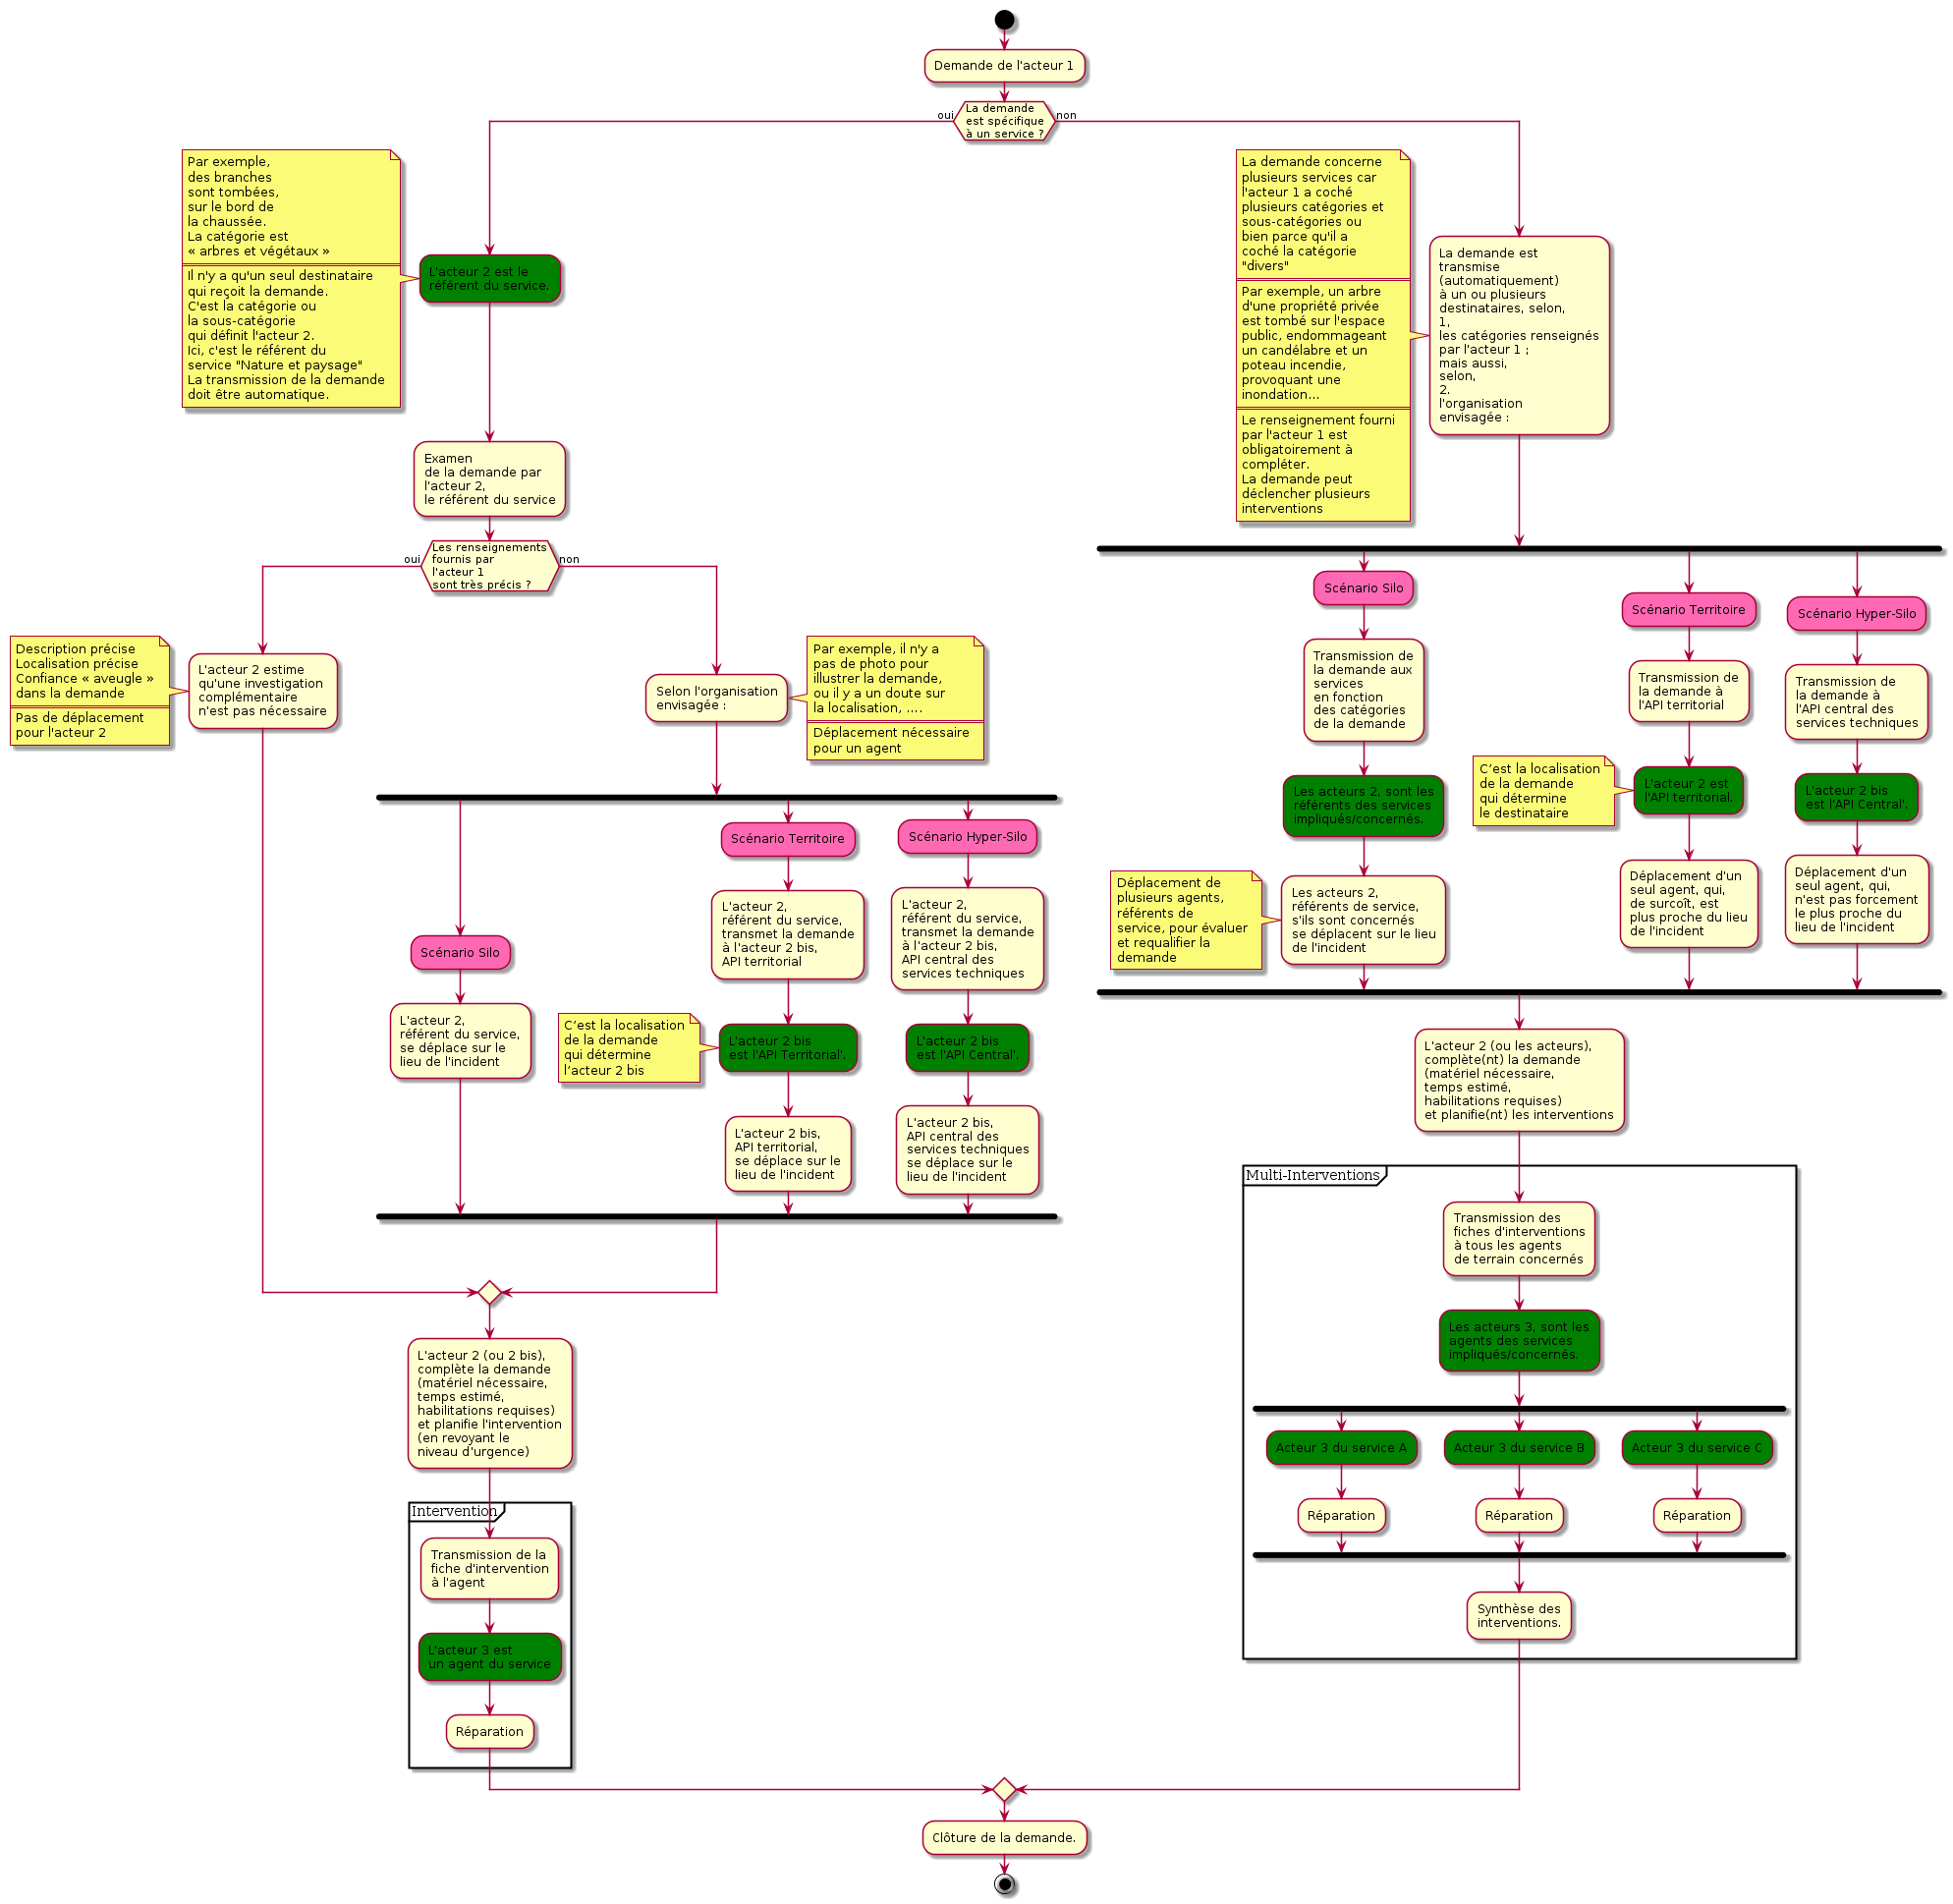 Demande de l'acteur 1
La demande
est spécifique
à un service ?
oui
non
Par exemple,
des branches
sont tombées,
sur le bord de
la chaussée.
La catégorie est
« arbres et végétaux »
Il n'y a qu'un seul destinataire
qui reçoit la demande.
C'est la catégorie ou
la sous-catégorie
qui définit l'acteur 2.
Ici, c'est le référent du
service "Nature et paysage"
La transmission de la demande
doit être automatique.
L'acteur 2 est le
référent du service.
Examen
de la demande par
l'acteur 2,
le référent du service
Les renseignements
fournis par
l'acteur 1
sont très précis ?
oui
non
Description précise
Localisation précise
Confiance « aveugle »
dans la demande
Pas de déplacement
pour l'acteur 2
L'acteur 2 estime
qu'une investigation
complémentaire
n'est pas nécessaire
Selon l'organisation
envisagée :
Par exemple, il n'y a
pas de photo pour
illustrer la demande,
ou il y a un doute sur
la localisation, ....
Déplacement nécessaire
pour un agent
Scénario Silo
L'acteur 2,
référent du service,
se déplace sur le
lieu de l'incident
Scénario Territoire
L'acteur 2,
référent du service,
transmet la demande
à l'acteur 2 bis,
API territorial
C’est la localisation
de la demande
qui détermine
l’acteur 2 bis
L'acteur 2 bis
est l'API Territorial'.
L'acteur 2 bis,
API territorial,
se déplace sur le
lieu de l'incident
Scénario Hyper-Silo
L'acteur 2,
référent du service,
transmet la demande
à l'acteur 2 bis,
API central des
services techniques
L'acteur 2 bis
est l'API Central'.
L'acteur 2 bis,
API central des
services techniques
se déplace sur le
lieu de l'incident
L'acteur 2 (ou 2 bis),
complète la demande
(matériel nécessaire,
temps estimé,
habilitations requises)
et planifie l'intervention
(en revoyant le
niveau d'urgence)
Intervention
Transmission de la
fiche d'intervention
à l'agent
L'acteur 3 est
un agent du service
Réparation
La demande concerne
plusieurs services car
l'acteur 1 a coché
plusieurs catégories et
sous-catégories ou
bien parce qu'il a
coché la catégorie
"divers"
Par exemple, un arbre
d'une propriété privée
est tombé sur l'espace
public, endommageant
un candélabre et un
poteau incendie,
provoquant une
inondation...
Le renseignement fourni
par l'acteur 1 est
obligatoirement à
compléter.
La demande peut
déclencher plusieurs
interventions
La demande est
transmise
(automatiquement)
à un ou plusieurs
destinataires, selon,
1,
les catégories renseignés
par l'acteur 1 ;
mais aussi,
selon,
2.
l'organisation
envisagée :
Scénario Silo
Transmission de
la demande aux
services
en fonction
des catégories
de la demande
Les acteurs 2, sont les
référents des services
impliqués/concernés.
Déplacement de
plusieurs agents,
référents de
service, pour évaluer
et requalifier la
demande
Les acteurs 2,
référents de service,
s'ils sont concernés
se déplacent sur le lieu
de l'incident
Scénario Territoire
Transmission de
la demande à
l'API territorial
C’est la localisation
de la demande
qui détermine
le destinataire
L'acteur 2 est
l'API territorial.
Déplacement d'un
seul agent, qui,
de surcoît, est
plus proche du lieu
de l'incident
Scénario Hyper-Silo
Transmission de
la demande à
l'API central des
services techniques
L'acteur 2 bis
est l'API Central'.
Déplacement d'un
seul agent, qui,
n'est pas forcement
le plus proche du
lieu de l'incident
L'acteur 2 (ou les acteurs),
complète(nt) la demande
(matériel nécessaire,
temps estimé,
habilitations requises)
et planifie(nt) les interventions
Multi-Interventions
Transmission des
fiches d'interventions
à tous les agents
de terrain concernés
Les acteurs 3, sont les
agents des services
impliqués/concernés.
Acteur 3 du service A
Réparation
Acteur 3 du service B
Réparation
Acteur 3 du service C
Réparation
Synthèse des
interventions.
Clôture de la demande.